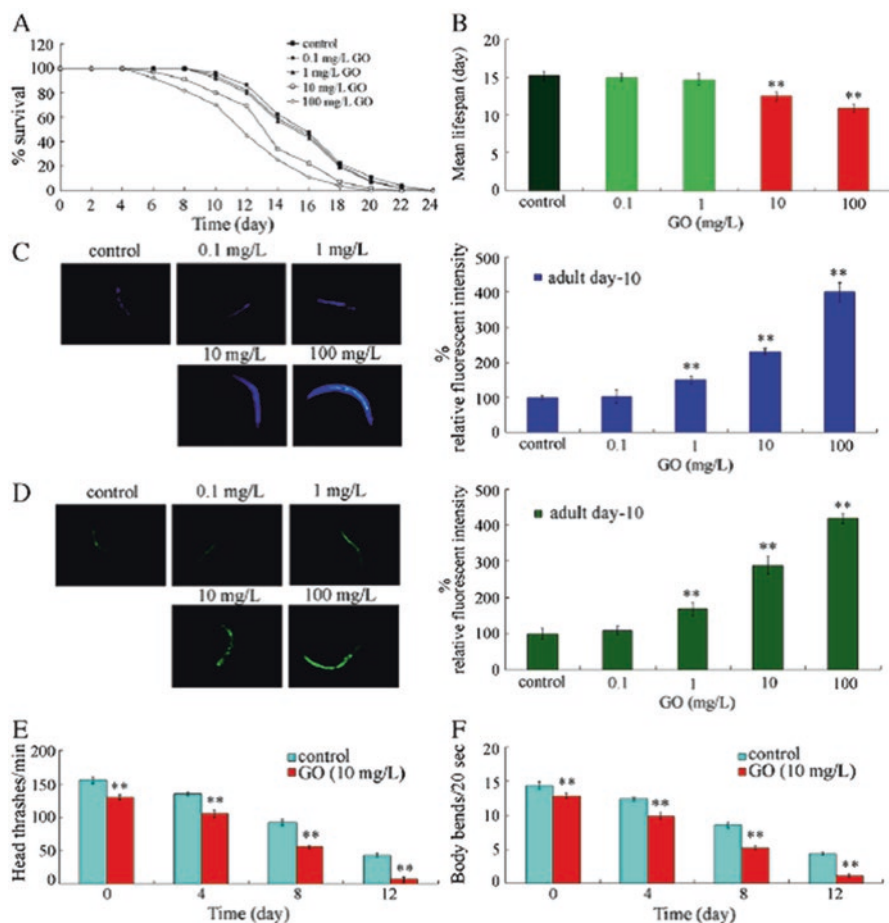 A
% survival
120
100
80
60
40
20
0
0 2 4 6 8 10 12 14 16 18 20 22 24
Time (day)
control
0.1 mg/L GO
1 mg/L GO
10 mg/L GO
100 mg/L GO
B
Mean lifespan (day)
20
15
10
5
0
** **
control 0.1 1 10 100
GO (mg/L)
C
control 0.1 mg/L 1 mg/L
10 mg/L 100 mg/L
%
relative fluorescent intensity
500
400
300
200
100
0
adult day-10
** ** **
control 0.1 1 10 100
GO (mg/L)
D
control 0.1 mg/L 1 mg/L
10 mg/L 100 mg/L
%
relative fluorescent intensity
500
400
300
200
100
0
adult day-10
** ** **
control 0.1 1 10 100
GO (mg/L)
E
Head thrashes/min
200
150
100
50
0
control
GO (10 mg/L)
** ** ** **
0 4 8 12
Time (day)
F
Body bends/20 sec
20
15
10
5
0
control
GO (10 mg/L)
** ** ** **
0 4 8 12
Time (day)